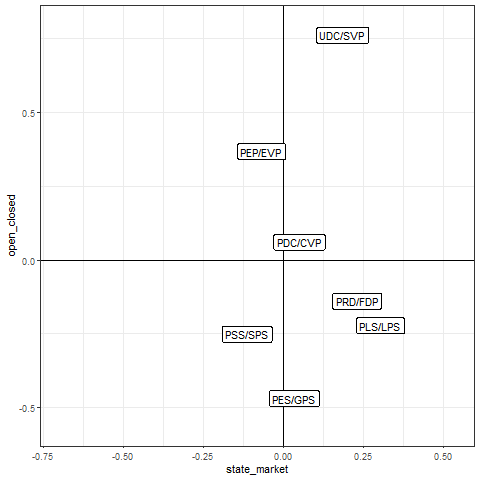 UDC/SVP
0.5
PEP/EVP
open_closed
PDC/CVP
0.0
PRD/FDP
PLS/LPS
PSS/SPS
PES/GPS
-0.5
-0.75
-0.50
-0.25
0.00
0.25
0.50
state_market